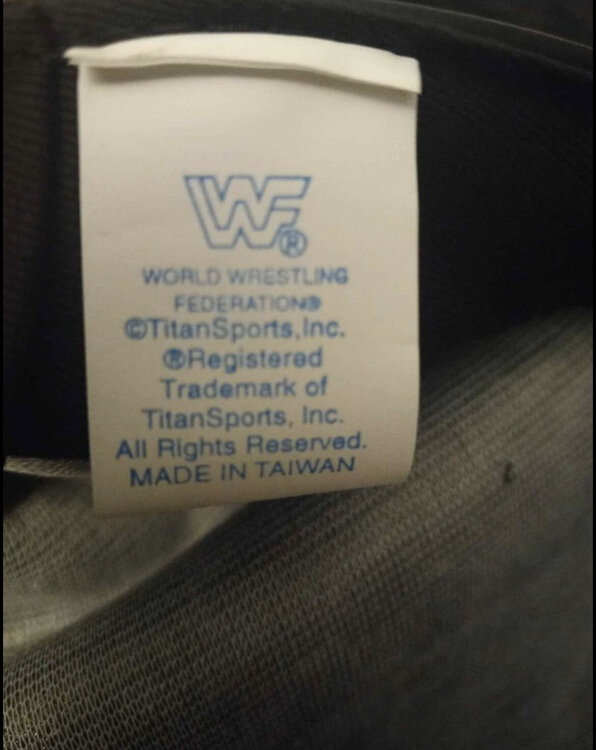 WF®
WORLD WRESTLING
FEDERATION®
©TitanSports,Inc.
®Registered
Trademark of
TitanSports, Inc.
All Rights Reserved.
MADE IN TAIWAN